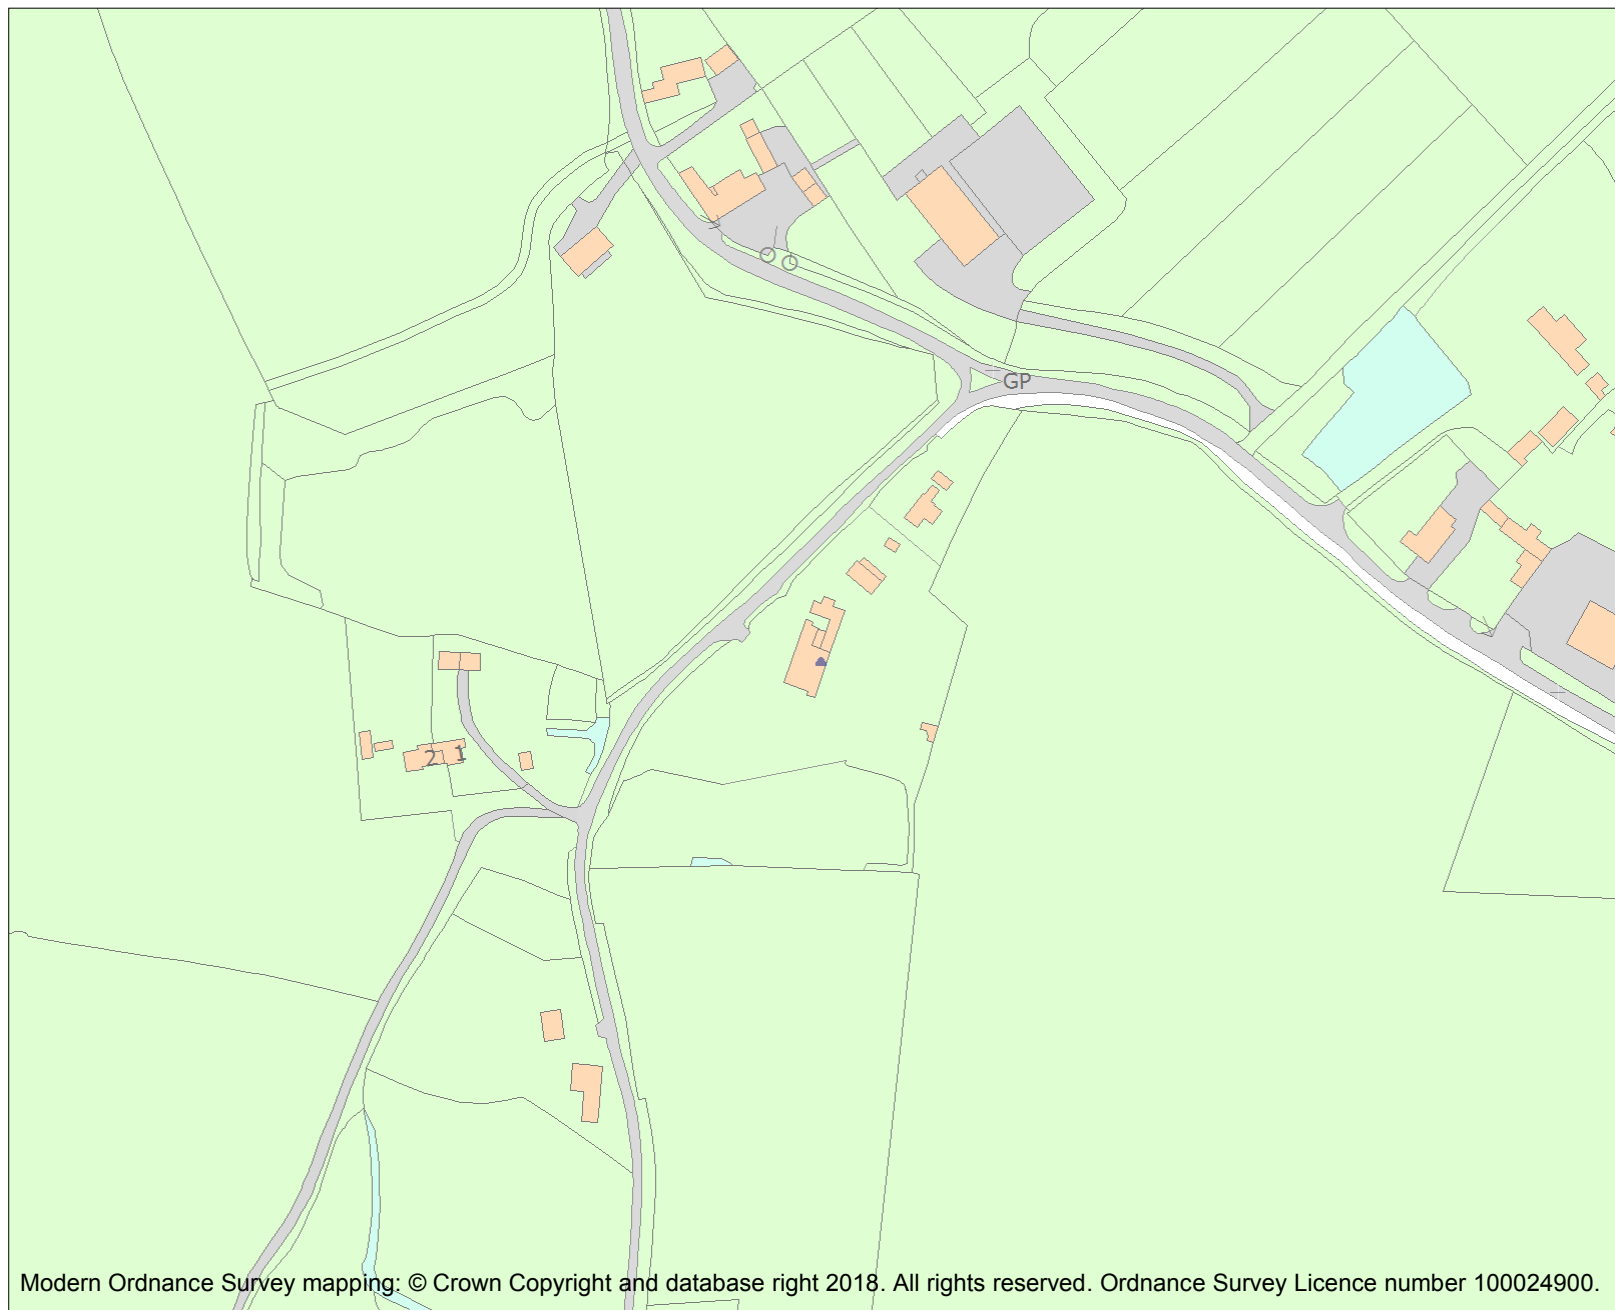 GP
2 1
Modern Ordnance Survey mapping: © Crown Copyright and database right 2018. All rights reserved. Ordnance Survey Licence number 100024900.